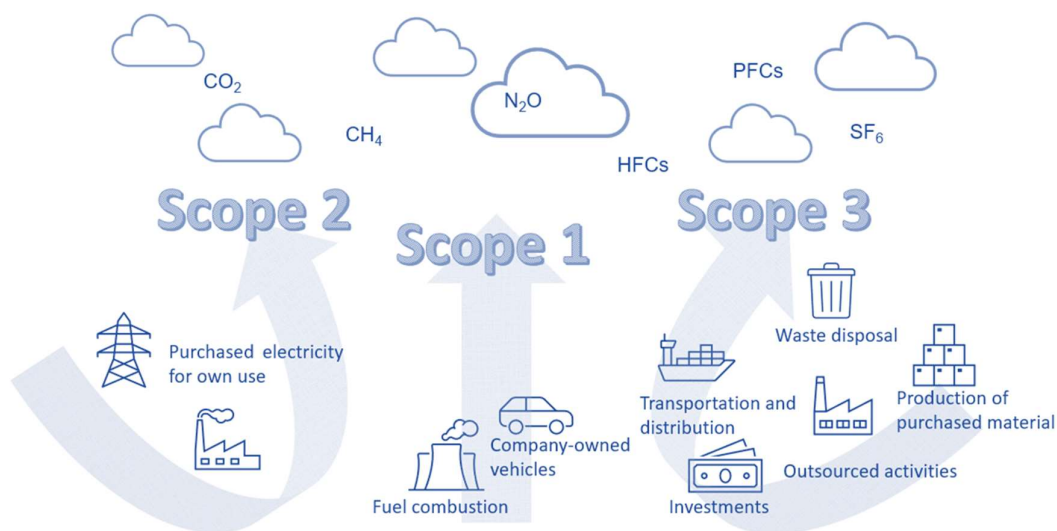 PFCs
CO₂
N₂O
CH₄
SF₆
HFCs
Scope 2
Scope 3
Scope 1
Waste disposal
Purchased electricity
for own use
Transportation and
distribution
Production of
purchased material
Company-owned
vehicles
Outsourced activities
Fuel combustion
Investments